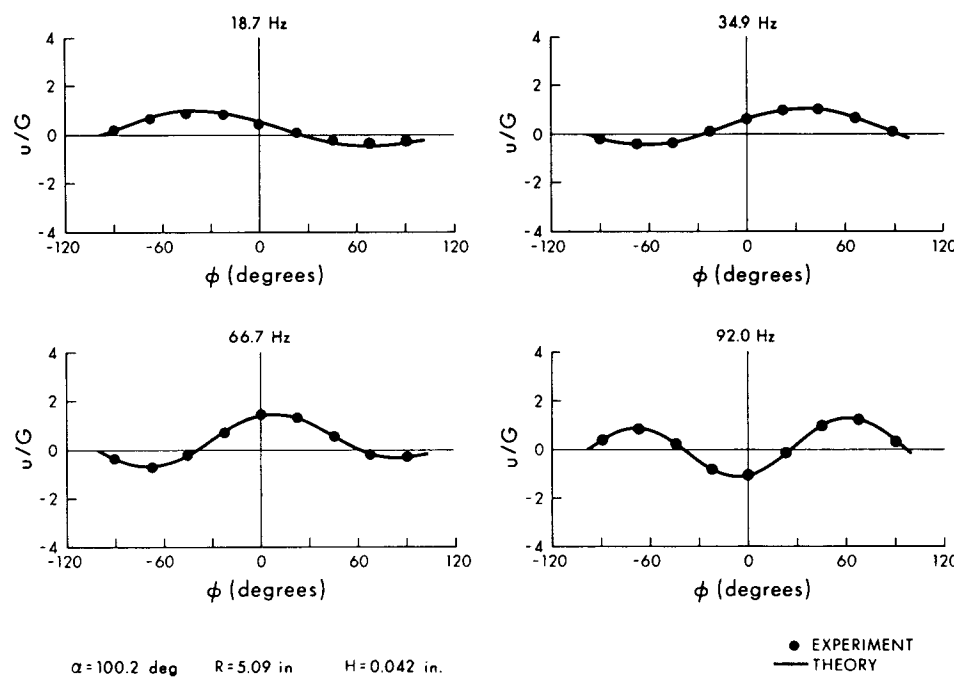 18.7 Hz
4
2
0
-2
-4
u/G
-120
-60
0
60
120
ϕ (degrees)
34.9 Hz
4
2
0
-2
-4
u/G
-120
-60
0
60
120
ϕ (degrees)
66.7 Hz
4
2
0
-2
-4
u/G
-120
-60
0
60
120
ϕ (degrees)
92.0 Hz
4
2
0
-2
-4
u/G
-120
-60
0
60
120
ϕ (degrees)
α=100.2 deg R=5.09 in H=0.042 in.
EXPERIMENT
THEORY